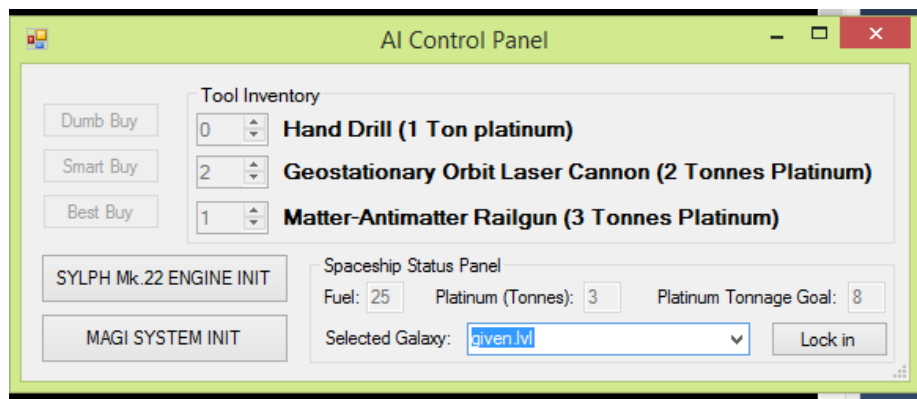 AI Control Panel
Tool Inventory
Dumb Buy
0
Hand Drill (1 Ton platinum)
Smart Buy
2
Geostationary Orbit Laser Cannon (2 Tonnes Platinum)
Best Buy
1
Matter-Antimatter Railgun (3 Tonnes Platinum)
SYLPH Mk.22 ENGINE INIT
MAGI SYSTEM INIT
Spaceship Status Panel
Fuel: 25 Platinum (Tonnes): 3 Platinum Tonnage Goal: 8
Selected Galaxy: given.lvl Lock in